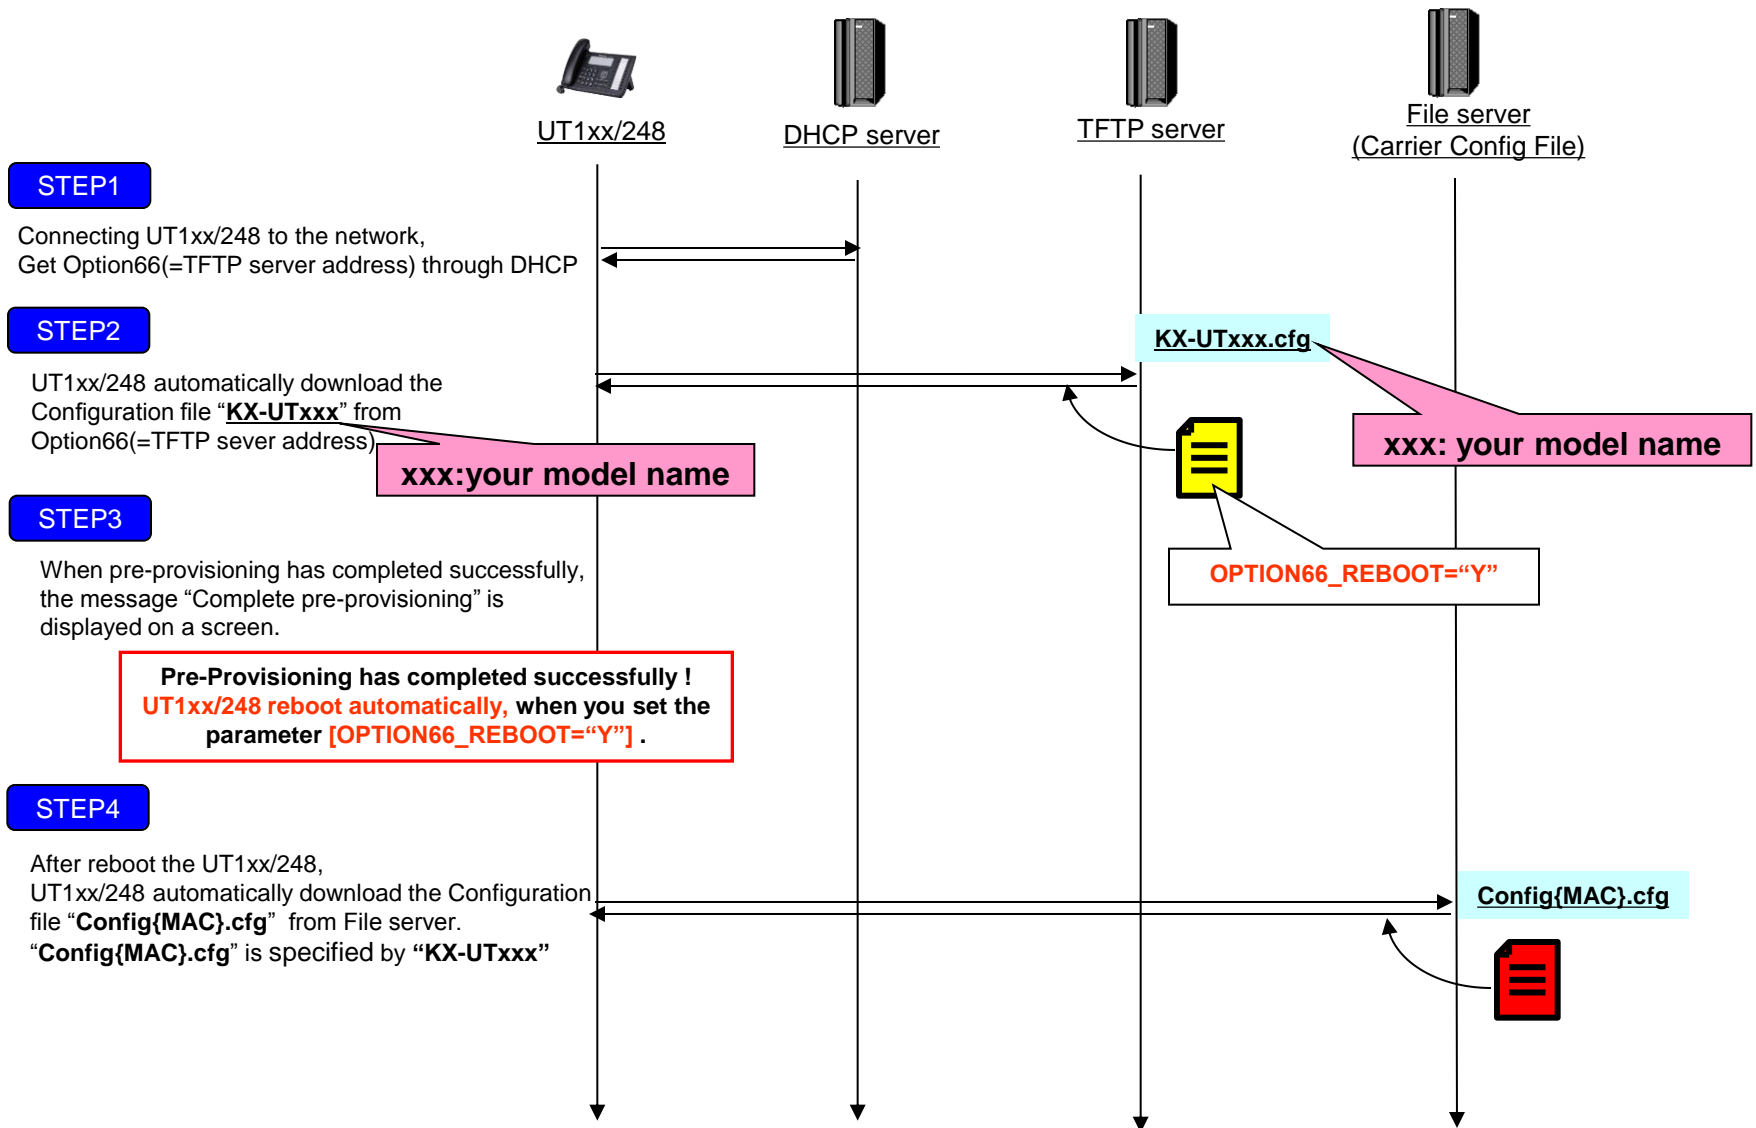 UT1xx/248
DHCP server
TFTP server
File server
(Carrier Config File)
STEP1
Connecting UT1xx/248 to the network,
Get Option66(=TFTP server address) through DHCP
STEP2
KX-UTxxx.cfg
UT1xx/248 automatically download the
Configuration file “KX-UTxxx” from
Option66(=TFTP sever address)
xxx:your model name
xxx: your model name
STEP3
When pre-provisioning has completed successfully,
the message “Complete pre-provisioning” is
displayed on a screen.
OPTION66_REBOOT=“Y”
Pre-Provisioning has completed successfully !
UT1xx/248 reboot automatically, when you set the
parameter [OPTION66_REBOOT=“Y”] .
STEP4
After reboot the UT1xx/248,
UT1xx/248 automatically download the Configuration
file “Config{MAC}.cfg” from File server.
“Config{MAC}.cfg” is specified by “KX-UTxxx”
Config{MAC}.cfg